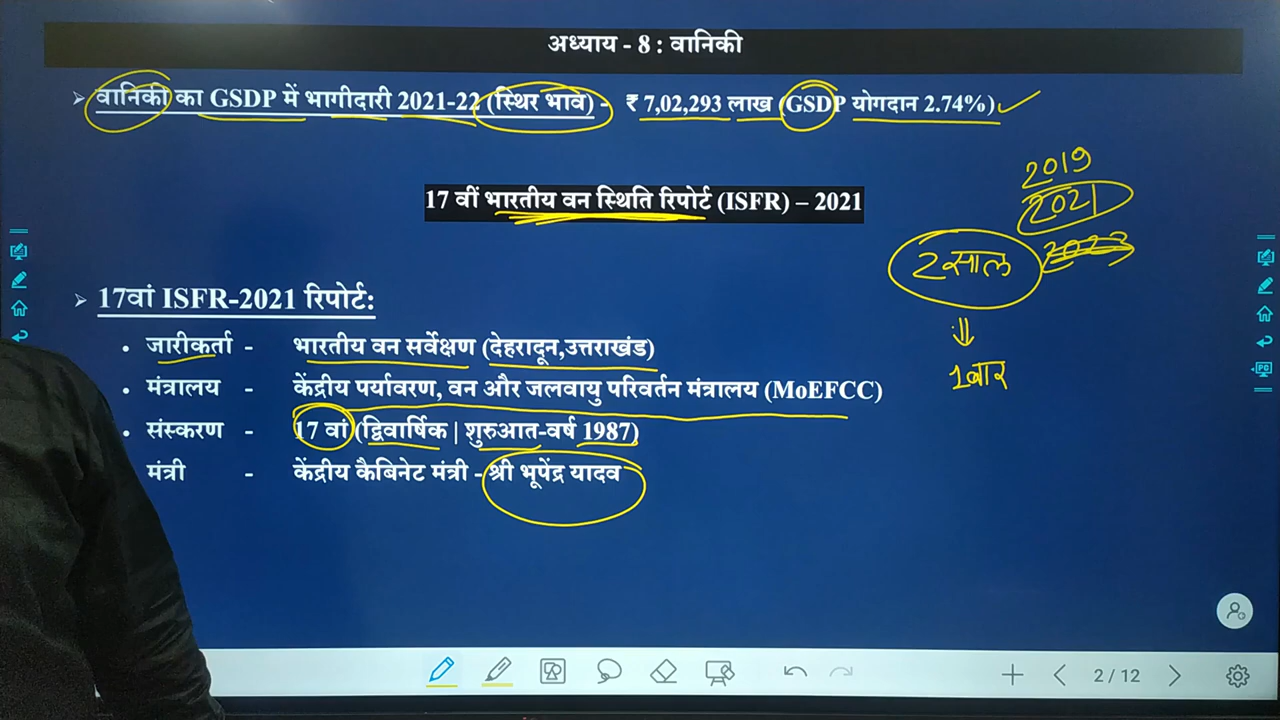 अध्याय - 8 : वानिकी
➢ वानिकी का GSDP में भागीदारी 2021-22 (स्थिर भाव) - ₹ 7,02,293 लाख (GSDP योगदान 2.74%)
2019
2021
17 वीं भारतीय वन स्थिति रिपोर्ट (ISFR) – 2021
2 साल 2023
➢ 17वां ISFR-2021 रिपोर्ट:
• जारीकर्ता - भारतीय वन सर्वेक्षण (देहरादून,उत्तराखंड)
1 बार
• मंत्रालय - केंद्रीय पर्यावरण, वन और जलवायु परिवर्तन मंत्रालय (MoEFCC)
• संस्करण - 17 वां (द्विवार्षिक | शुरुआत-वर्ष 1987)
मंत्री - केंद्रीय कैबिनेट मंत्री - श्री भूपेंद्र यादव
2 / 12